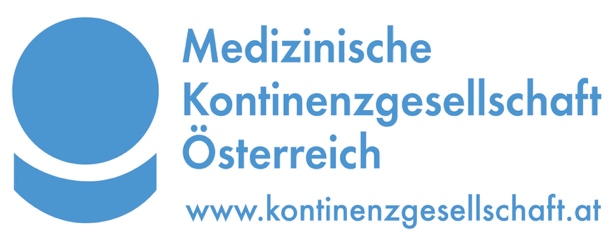 Medizinische
Kontinenzgesellschaft
Österreich
www.kontinenzgesellschaft.at